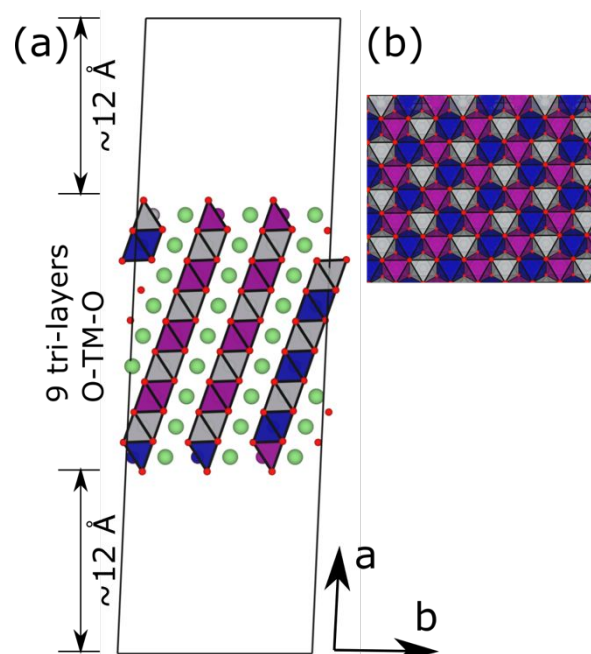 (a)
(b)
~12 Å
9 tri-layers
O-TM-O
~12 Å
a
b